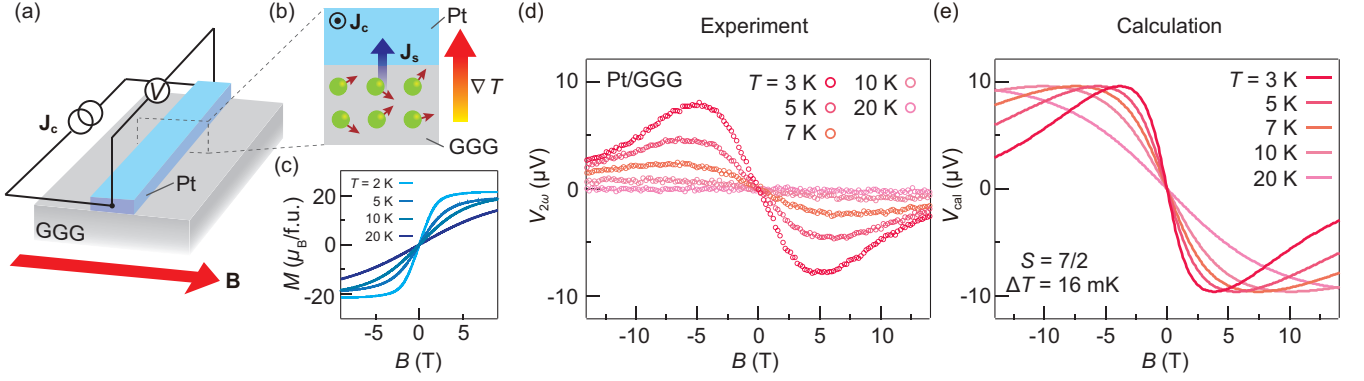 (a)
J_c
V
Pt
GGG
B
(b)
J_c
Pt
J_s
∇T
GGG
(c)
T = 2 K
5 K
10 K
20 K
M (μ_B/f.u.)
20
0
-20
-5
0
5
B (T)
(d)
Experiment
Pt/GGG
T = 3 K
5 K
7 K
10 K
20 K
V_2ω (μV)
10
0
-10
-10
-5
0
5
10
B (T)
(e)
Calculation
T = 3 K
5 K
7 K
10 K
20 K
V_cal (μV)
10
0
-10
S = 7/2
ΔT = 16 mK
-10
-5
0
5
10
B (T)